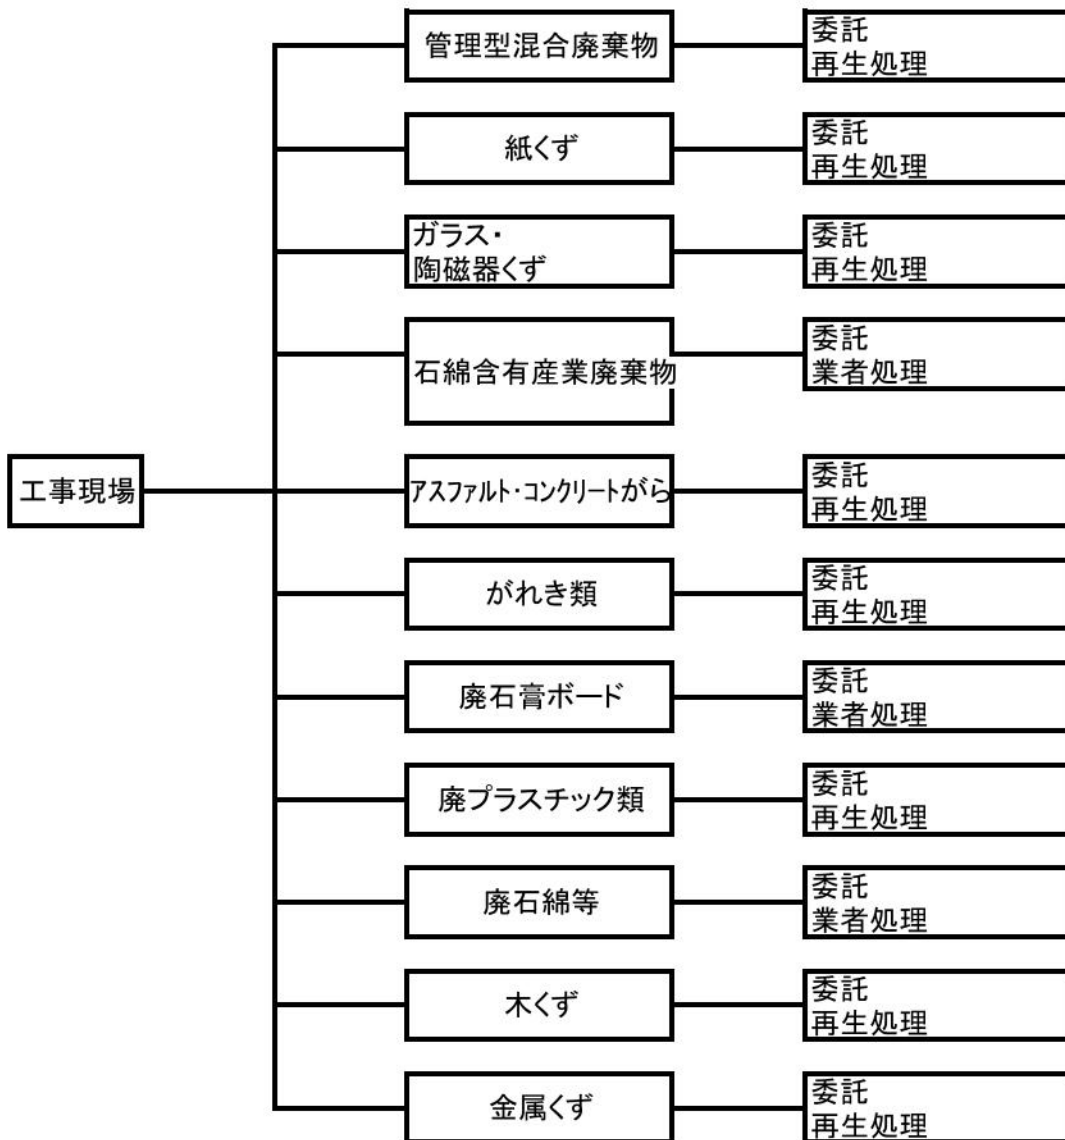 管理型混合廃棄物
委託
再生処理
紙くず
委託
再生処理
ガラス・
陶磁器くず
委託
再生処理
石綿含有産業廃棄物
委託
業者処理
工事現場
アスファルト・コンクリートがら
委託
再生処理
がれき類
委託
再生処理
廃石膏ボード
委託
業者処理
廃プラスチック類
委託
再生処理
廃石綿等
委託
業者処理
木くず
委託
再生処理
金属くず
委託
再生処理